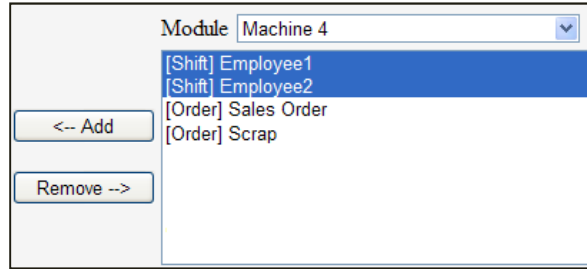 Module Machine 4
[Shift] Employee1
[Shift] Employee2
[Order] Sales Order
<-- Add
[Order] Scrap
Remove -->